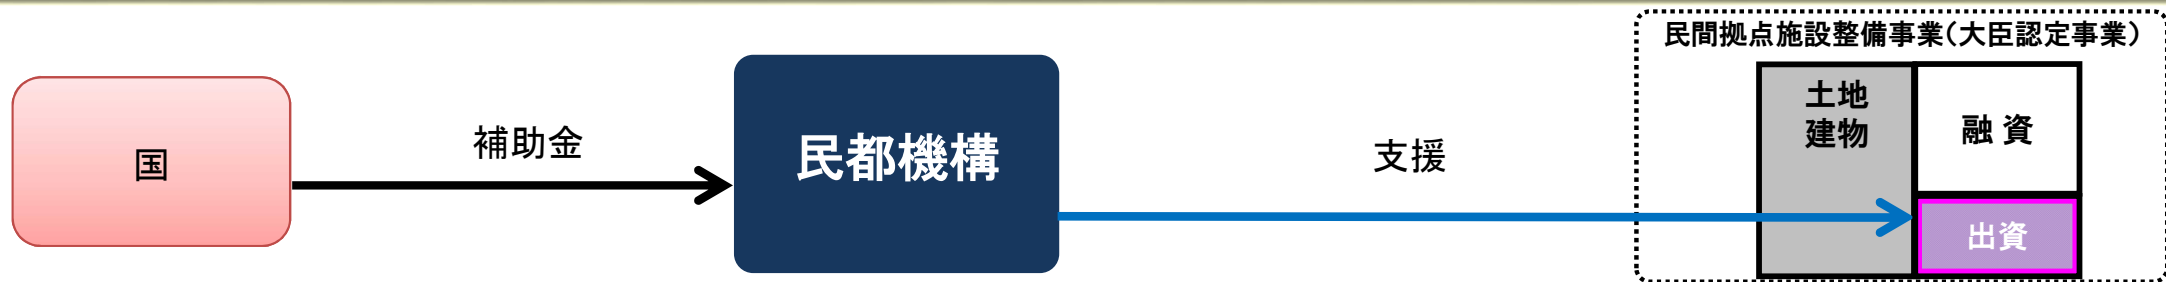 民間拠点施設整備事業(大臣認定事業)
国
補助金
民都機構
支援
土地
建物
融 資
出資